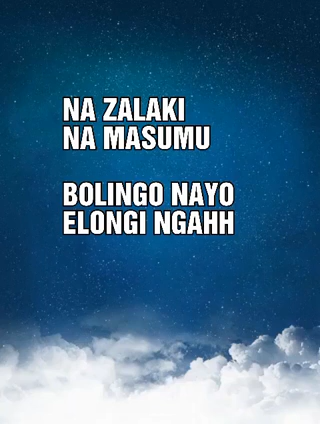 NA ZALAKI
NA MASUMU
BOLINGO NAYO
ELONGI NGAHH